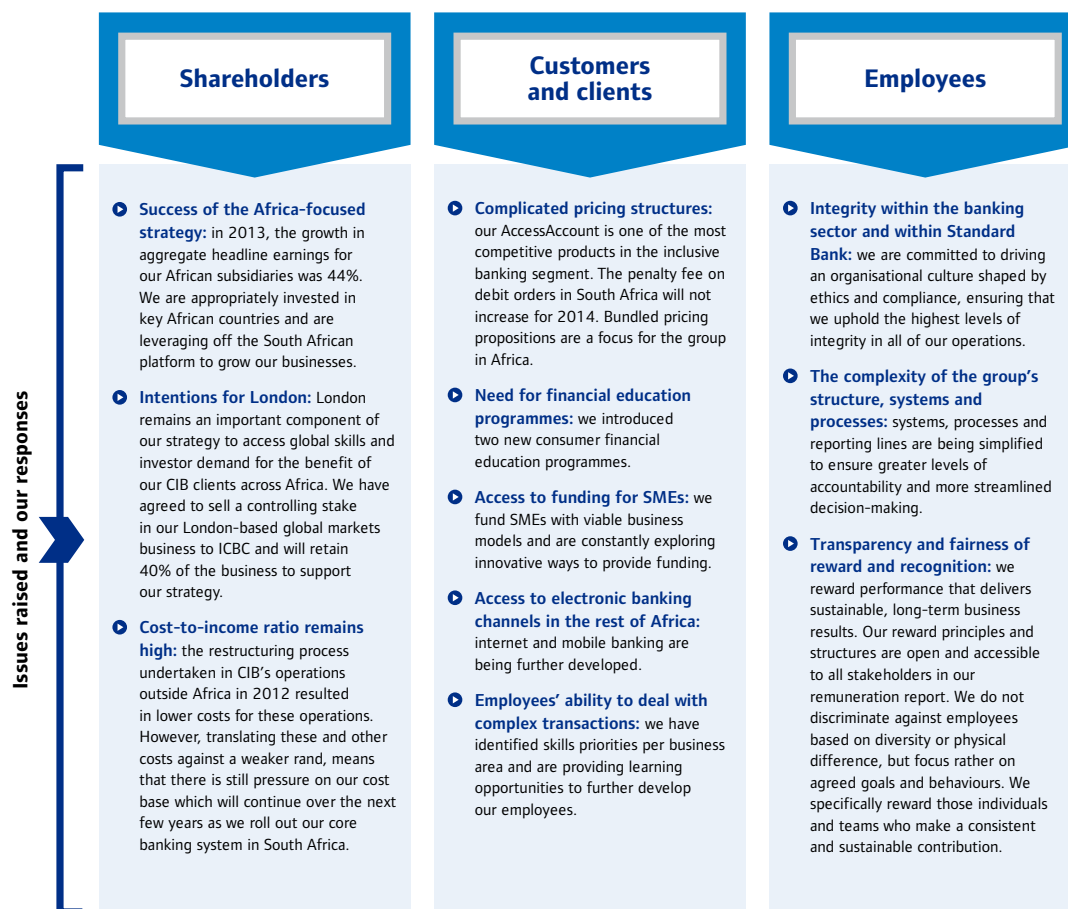 Issues raised and our responses
Shareholders
Success of the Africa-focused
strategy: in 2013, the growth in
aggregate headline earnings for
our African subsidiaries was 44%.
We are appropriately invested in
key African countries and are
leveraging off the South African
platform to grow our businesses.
Intentions for London: London
remains an important component of
our strategy to access global skills and
investor demand for the benefit of
our CIB clients across Africa. We have
agreed to sell a controlling stake
in our London-based global markets
business to ICBC and will retain
40% of the business to support
our strategy.
Cost-to-income ratio remains
high: the restructuring process
undertaken in CIB's operations
outside Africa in 2012 resulted
in lower costs for these operations.
However, translating these and other
costs against a weaker rand, means
that there is still pressure on our cost
base which will continue over the next
few years as we roll out our core
banking system in South Africa.
Customers
and clients
Complicated pricing structures:
our AccessAccount is one of the most
competitive products in the inclusive
banking segment. The penalty fee on
debit orders in South Africa will not
increase for 2014. Bundled pricing
propositions are a focus for the group
in Africa.
Need for financial education
programmes: we introduced
two new consumer financial
education programmes.
Access to funding for SMEs: we
fund SMEs with viable business
models and are constantly exploring
innovative ways to provide funding.
Access to electronic banking
channels in the rest of Africa:
internet and mobile banking are
being further developed.
Employees' ability to deal with
complex transactions: we have
identified skills priorities per business
area and are providing learning
opportunities to further develop
our employees.
Employees
Integrity within the banking
sector and within Standard
Bank: we are committed to driving
an organisational culture shaped by
ethics and compliance, ensuring that
we uphold the highest levels of
integrity in all of our operations.
The complexity of the group's
structure, systems and
processes: systems, processes and
reporting lines are being simplified
to ensure greater levels of
accountability and more streamlined
decision-making.
Transparency and fairness of
reward and recognition: we
reward performance that delivers
sustainable, long-term business
results. Our reward principles and
structures are open and accessible
to all stakeholders in our
remuneration report. We do not
discriminate against employees
based on diversity or physical
difference, but focus rather on
agreed goals and behaviours. We
specifically reward those individuals
and teams who make a consistent
and sustainable contribution.